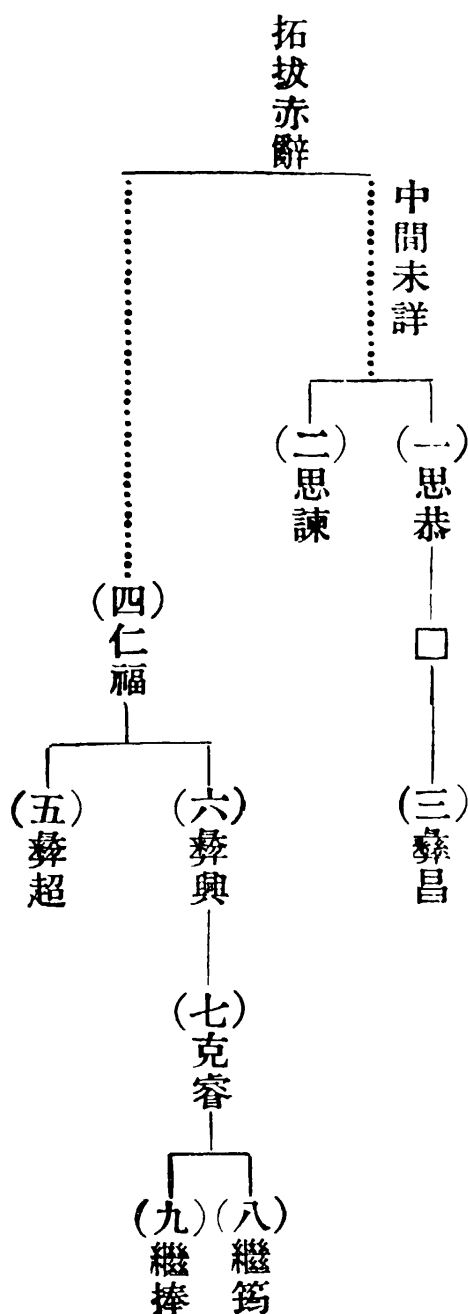 拓拔赤辭
中間未詳
（一）思恭
（二）思諫
□
（三）彝昌
（四）仁福
（六）彝興
（五）彝超
（七）克睿
（八）繼筠
（九）繼捧